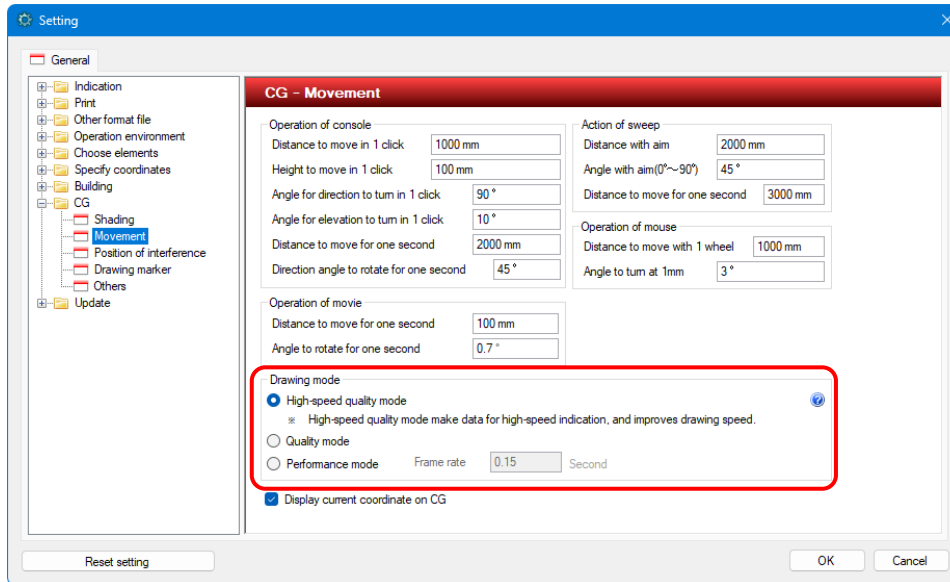 Setting
General
Indication
Print
Other format file
Operation environment
Choose elements
Specify coordinates
Building
CG
Shading
Movement
Position of interference
Drawing marker
Others
Update
CG - Movement
Operation of console
Distance to move in 1 click 1000 mm
Height to move in 1 click 100 mm
Angle for direction to turn in 1 click 90 °
Angle for elevation to turn in 1 click 10 °
Distance to move for one second 2000 mm
Direction angle to rotate for one second 45 °
Action of sweep
Distance with aim 2000 mm
Angle with aim(0°～90°) 45 °
Distance to move for one second 3000 mm
Operation of mouse
Distance to move with 1 wheel 1000 mm
Angle to turn at 1mm 3 °
Operation of movie
Distance to move for one second 100 mm
Angle to rotate for one second 0.7 °
Drawing mode
High-speed quality mode
※ High-speed quality mode make data for high-speed indication, and improves drawing speed.
Quality mode
Performance mode Frame rate 0.15 Second
Display current coordinate on CG
Reset setting OK Cancel